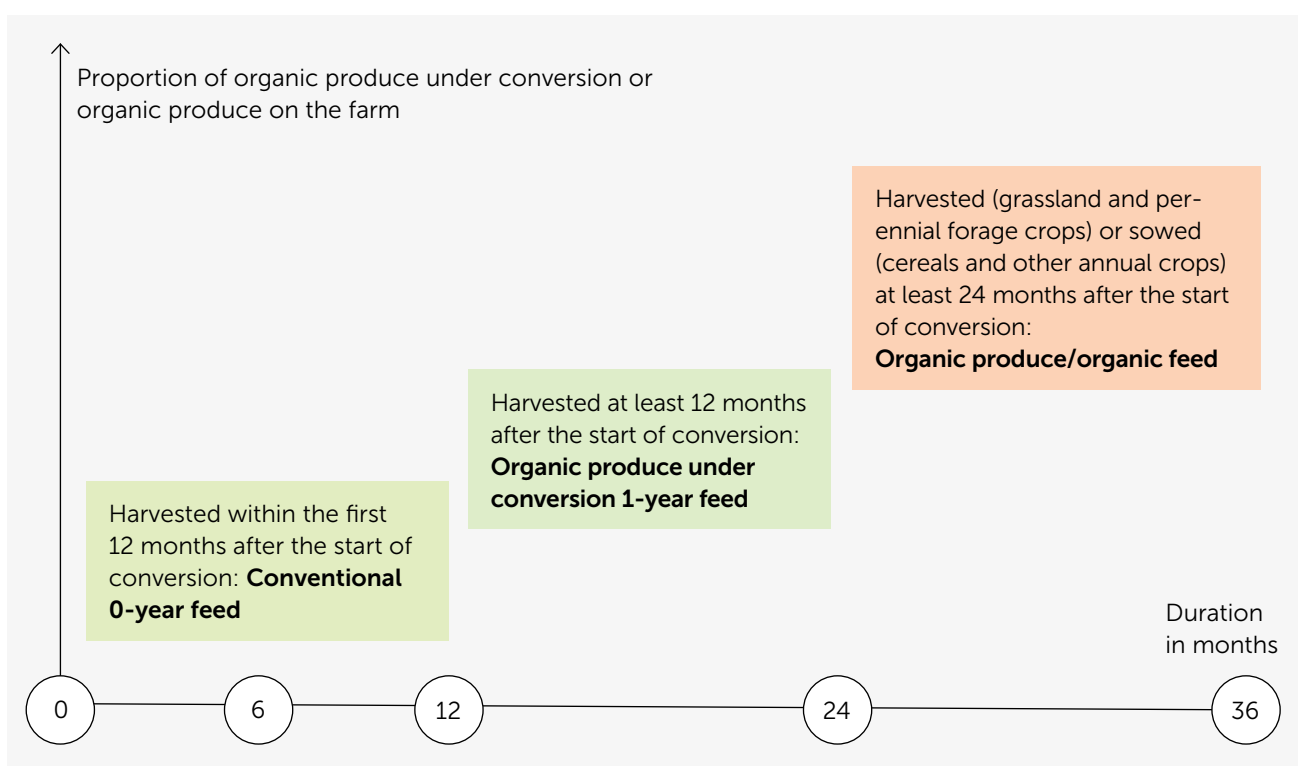 Proportion of organic produce under conversion or
organic produce on the farm
Harvested (grassland and per-
ennial forage crops) or sowed
(cereals and other annual crops)
at least 24 months after the start
of conversion:
Organic produce/organic feed
Harvested at least 12 months
after the start of conversion:
Organic produce under
conversion 1-year feed
Harvested within the first
12 months after the start of
conversion: Conventional
0-year feed
Duration
in months
0 6 12 24 36